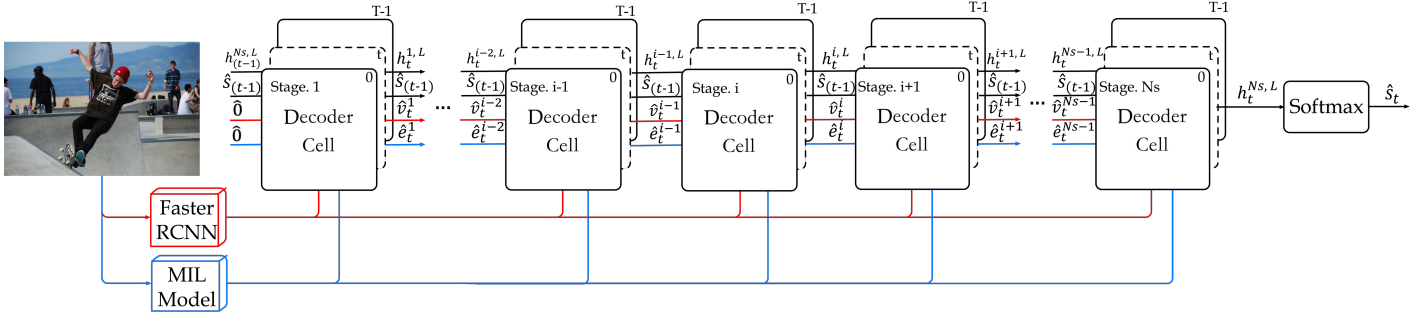 T-1 T-1 T-1 T-1 T-1
t t t t t
0 0 0 0 0
h_{(t-1)}^{Ns,L} h_t^{1,L} h_t^{i-2,L} h_t^{i-1,L} h_t^{i,L} h_t^{i+1,L} h_t^{Ns-1,L}
ŝ_{(t-1)} ŝ_{(t-1)} ŝ_{(t-1)} ŝ_{(t-1)} ŝ_{(t-1)} ŝ_{(t-1)} ŝ_{(t-1)}
Stage. 1 Stage. i-1 Stage. i Stage. i+1 Stage. Ns
0̂ v̂_t^1 ... v̂_t^{i-2} v̂_t^{i-1} v̂_t^i v̂_t^{i+1} ... v̂_t^{Ns-1}
0̂ ê_t^1 ê_t^{i-2} ê_t^{i-1} ê_t^i ê_t^{i+1} ê_t^{Ns-1}
Decoder Decoder Decoder Decoder Decoder
Cell Cell Cell Cell Cell
h_t^{Ns,L} Softmax ŝ_t
Faster
RCNN
MIL
Model